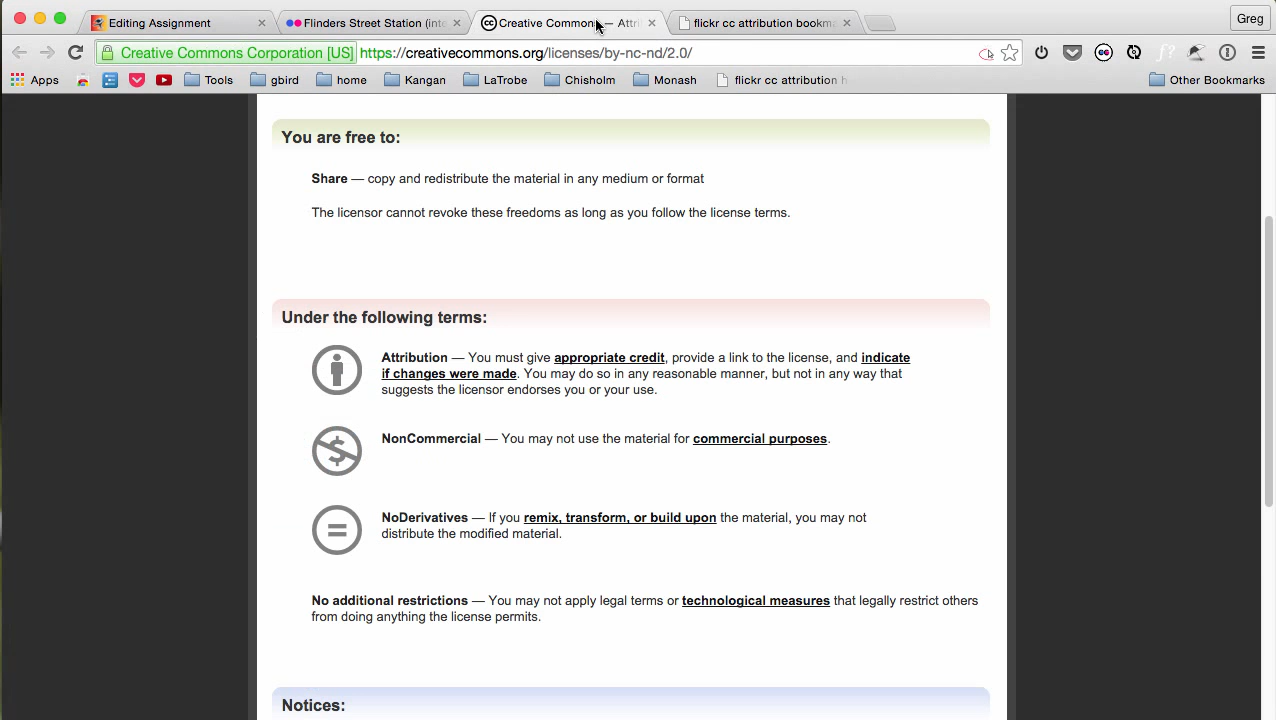 Editing Assignment
Flinders Street Station (inte
Creative Commons — Attri
flickr cc attribution bookma
Greg
Creative Commons Corporation [US] https://creativecommons.org/licenses/by-nc-nd/2.0/
Apps
Tools
gbird
home
Kangan
LaTrobe
Chisholm
Monash
flickr cc attribution h
Other Bookmarks
You are free to:
Share — copy and redistribute the material in any medium or format
The licensor cannot revoke these freedoms as long as you follow the license terms.
Under the following terms:
Attribution — You must give appropriate credit, provide a link to the license, and indicate
if changes were made. You may do so in any reasonable manner, but not in any way that
suggests the licensor endorses you or your use.
NonCommercial — You may not use the material for commercial purposes.
NoDerivatives — If you remix, transform, or build upon the material, you may not
distribute the modified material.
No additional restrictions — You may not apply legal terms or technological measures that legally restrict others
from doing anything the license permits.
Notices: